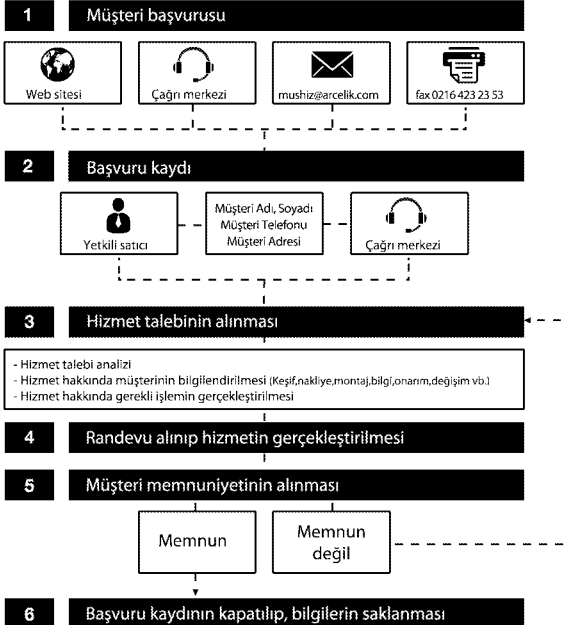 1 Müşteri başvurusu
Web sitesi
Çağrı merkezi
mushiz@arcelik.com
fax 0216 423 23 53
2 Başvuru kaydı
Yetkili satıcı
Müşteri Adı, Soyadı
Müşteri Telefonu
Müşteri Adresi
Çağrı merkezi
3 Hizmet talebinin alınması
- Hizmet talebi analizi
- Hizmet hakkında müşterinin bilgilendirilmesi (Keşif,nakliye,montaj,bilgi,onarım,değişim vb.)
- Hizmet hakkında gerekli işlemin gerçekleştirilmesi
4 Randevu alınıp hizmetin gerçekleştirilmesi
5 Müşteri memnuniyetinin alınması
Memnun
Memnun
değil
6 Başvuru kaydının kapatılıp, bilgilerin saklanması